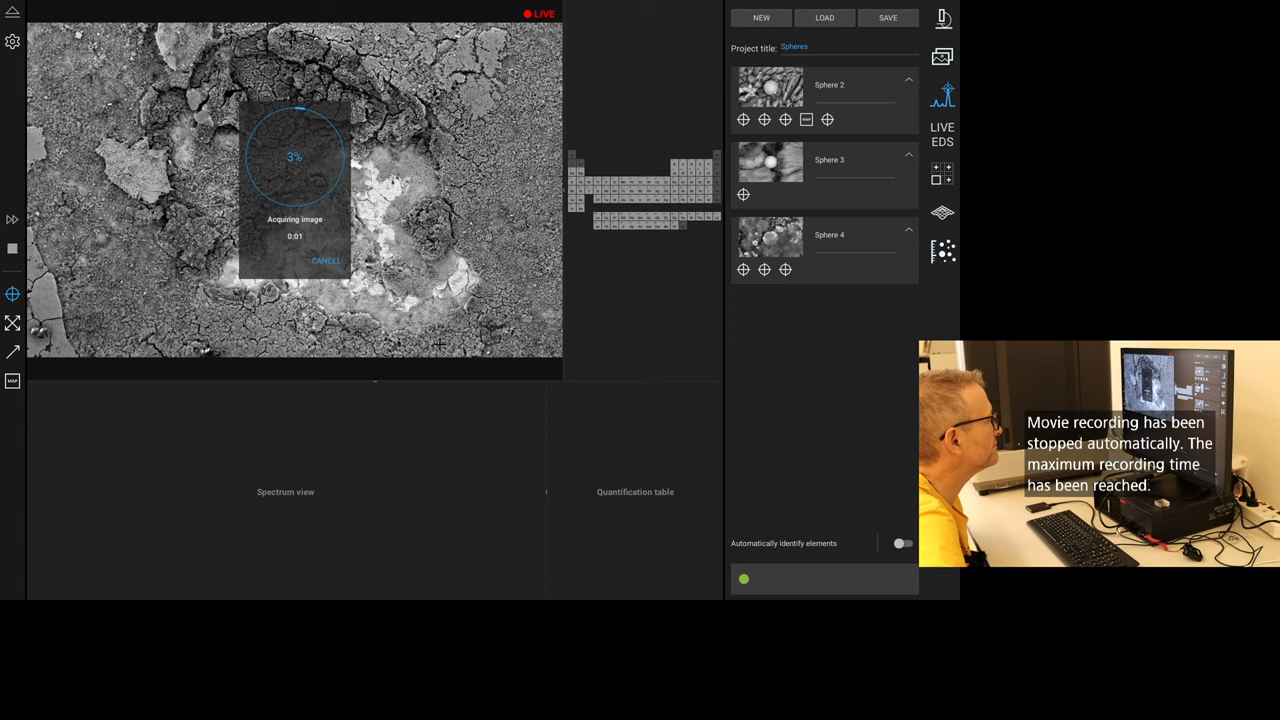 LIVE
3%
Acquiring image
0:01
CANCEL
MAP
Spectrum view
Quantification table
NEW
LOAD
SAVE
Project title: Spheres
Sphere 2
MAP
Sphere 3
Sphere 4
LIVE
EDS
Automatically identify elements
Movie recording has been
stopped automatically. The
maximum recording time
has been reached.